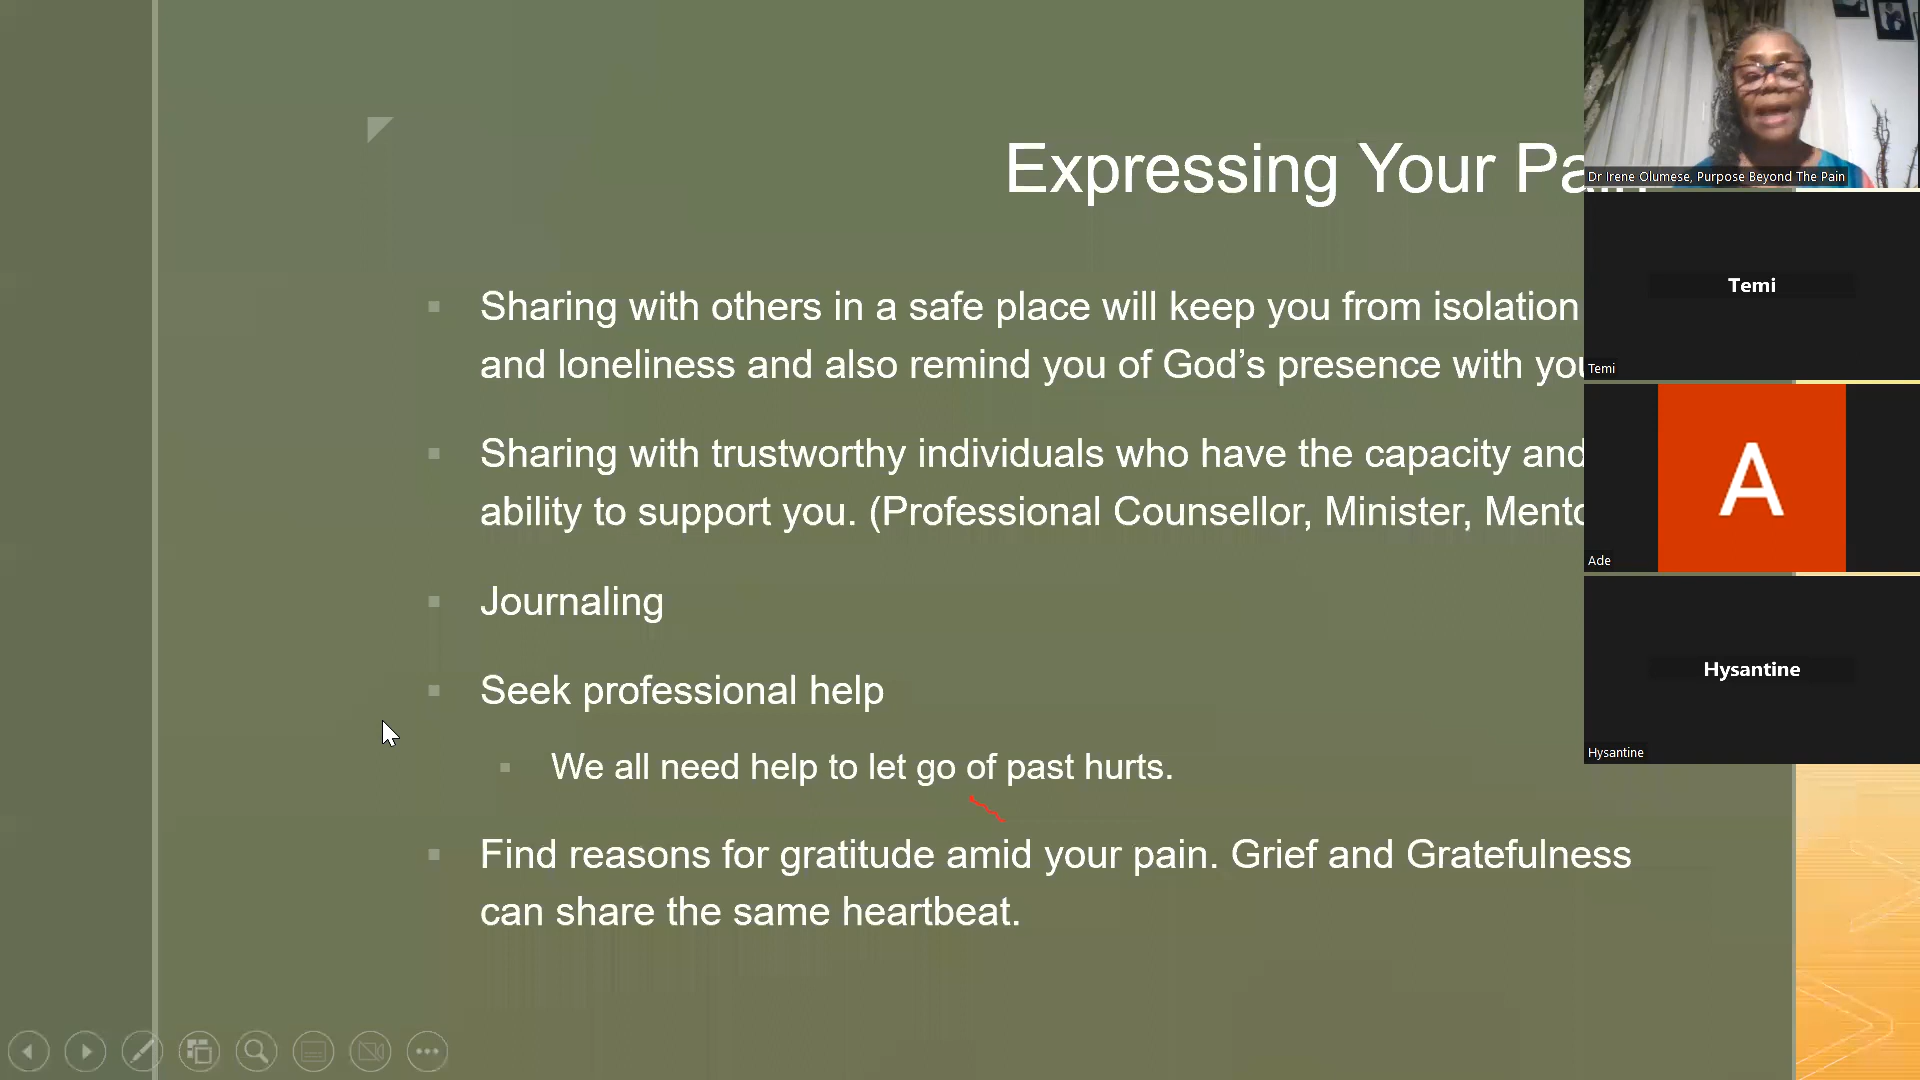 Expressing Your Pain
Sharing with others in a safe place will keep you from isolation
and loneliness and also remind you of God’s presence with you
Sharing with trustworthy individuals who have the capacity and
ability to support you. (Professional Counsellor, Minister,
Journaling
Seek professional help
We all need help to let go of past hurts.
Find reasons for gratitude amid your pain. Grief and Gratefulness
can share the same heartbeat.
Dr Irene Olumese, Purpose Beyond The Pain
Temi
Temi
A
Ade
Hysantine
Hysantine